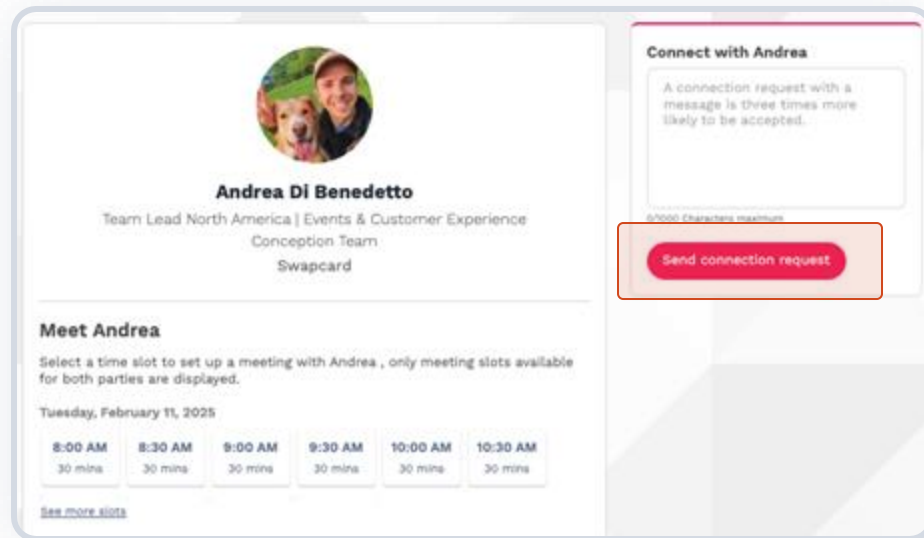 Andrea Di Benedetto
Team Lead North America | Events & Customer Experience
Conception Team
Swapcard
Meet Andrea
Select a time slot to set up a meeting with Andrea , only meeting slots available
for both parties are displayed.
Tuesday, February 11, 2025
8:00 AM 8:30 AM 9:00 AM 9:30 AM 10:00 AM 10:30 AM
30 mins 30 mins 30 mins 30 mins 30 mins 30 mins
See more slots
Connect with Andrea
A connection request with a
message is three times more
likely to be accepted.
0/1000 Characters maximum
Send connection request